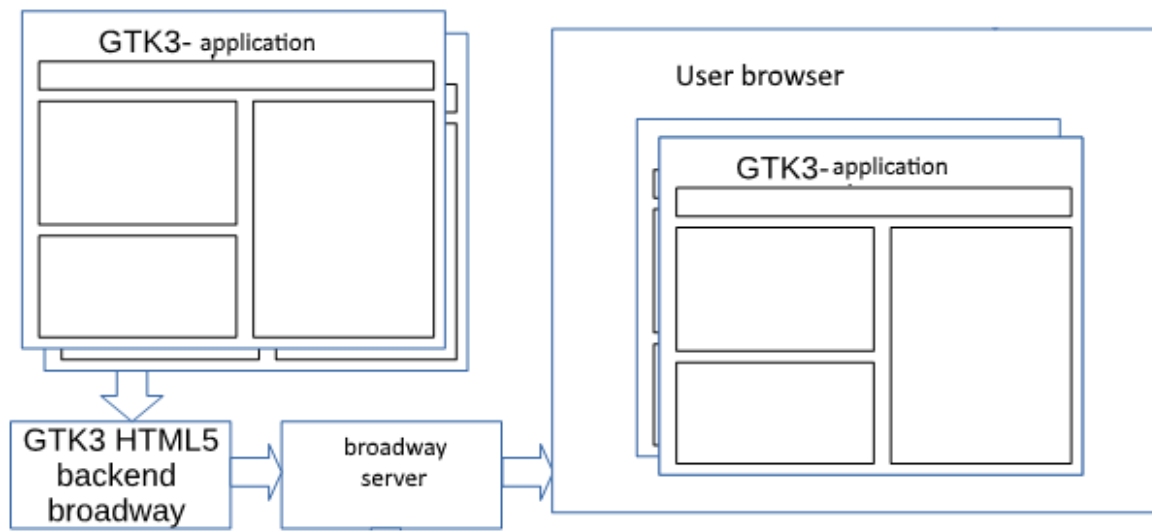 GTK3- application
User browser
GTK3- application
GTK3 HTML5
backend
broadway
broadway
server